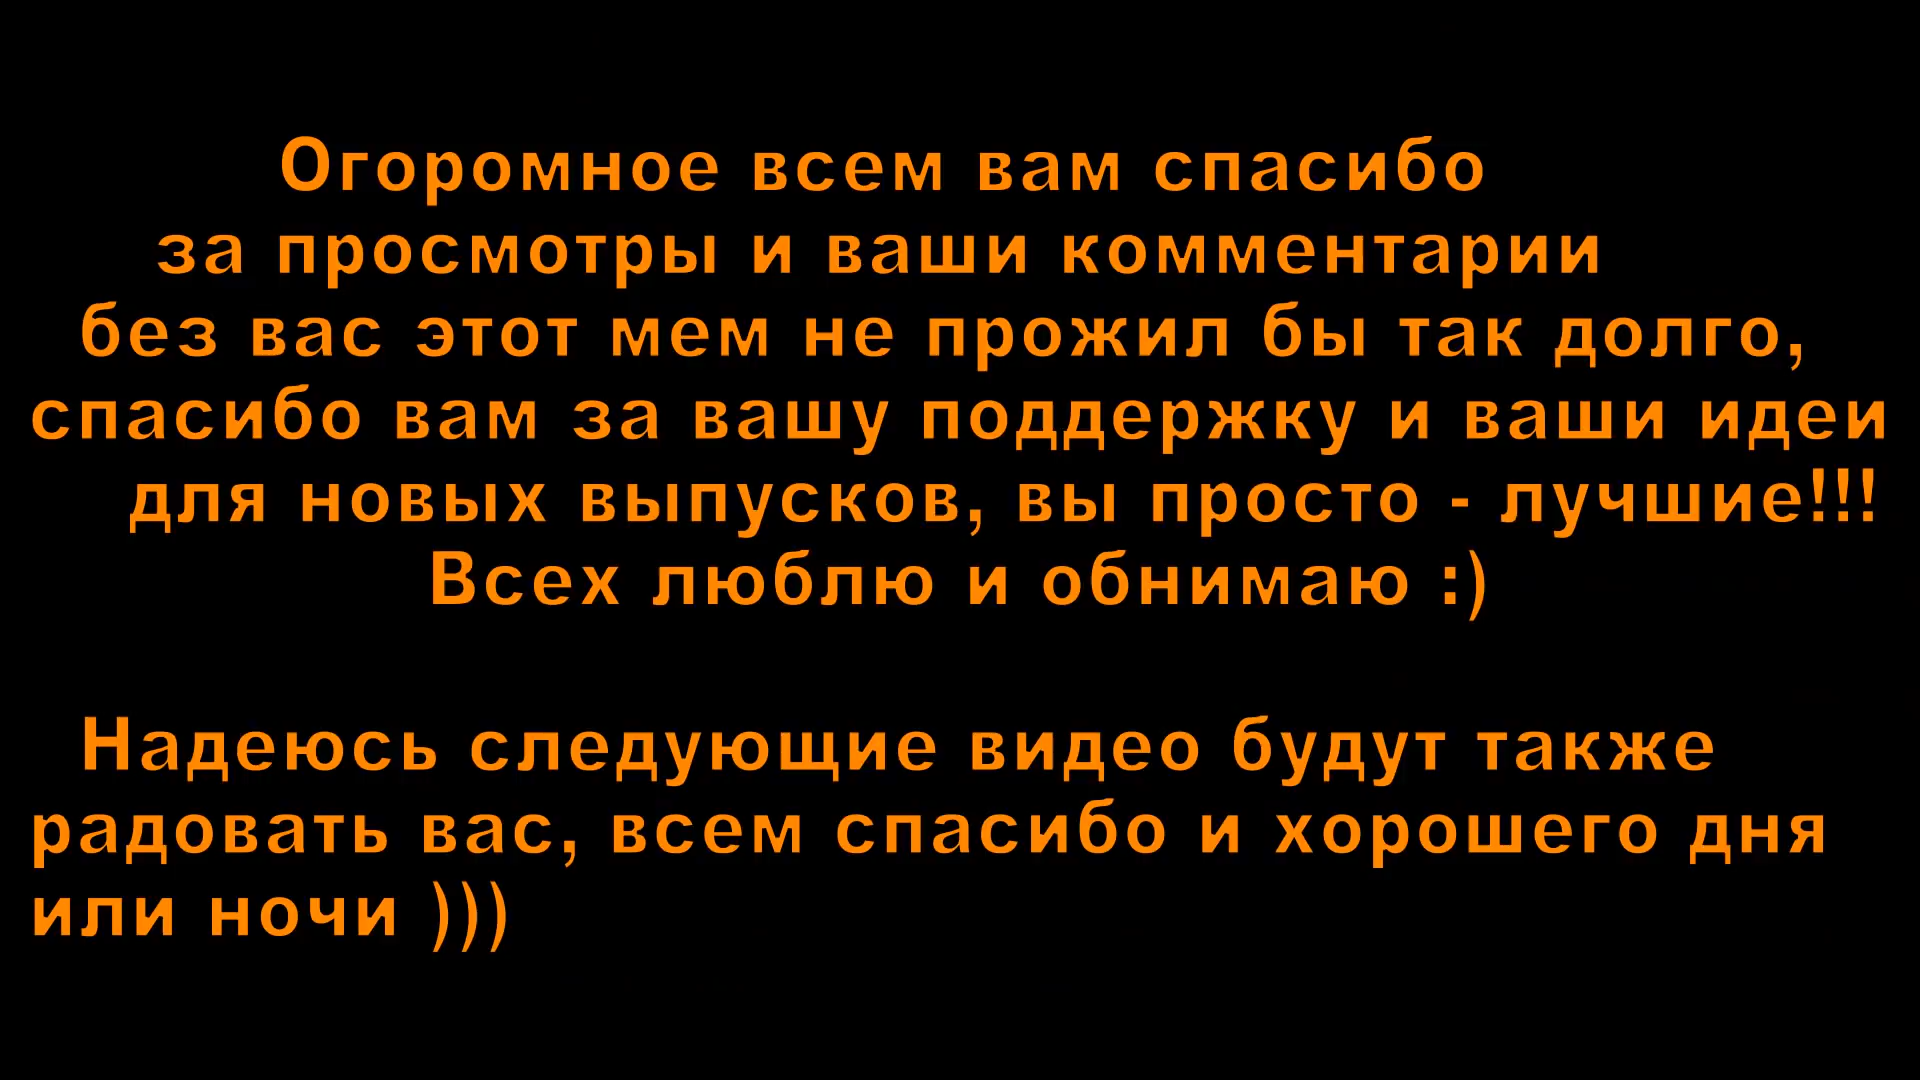 Огоромное всем вам спасибо
за просмотры и ваши комментарии
без вас этот мем не прожил бы так долго,
спасибо вам за вашу поддержку и ваши идеи
для новых выпусков, вы просто - лучшие!!!
Всех люблю и обнимаю :)
Надеюсь следующие видео будут также
радовать вас, всем спасибо и хорошего дня
или ночи )))